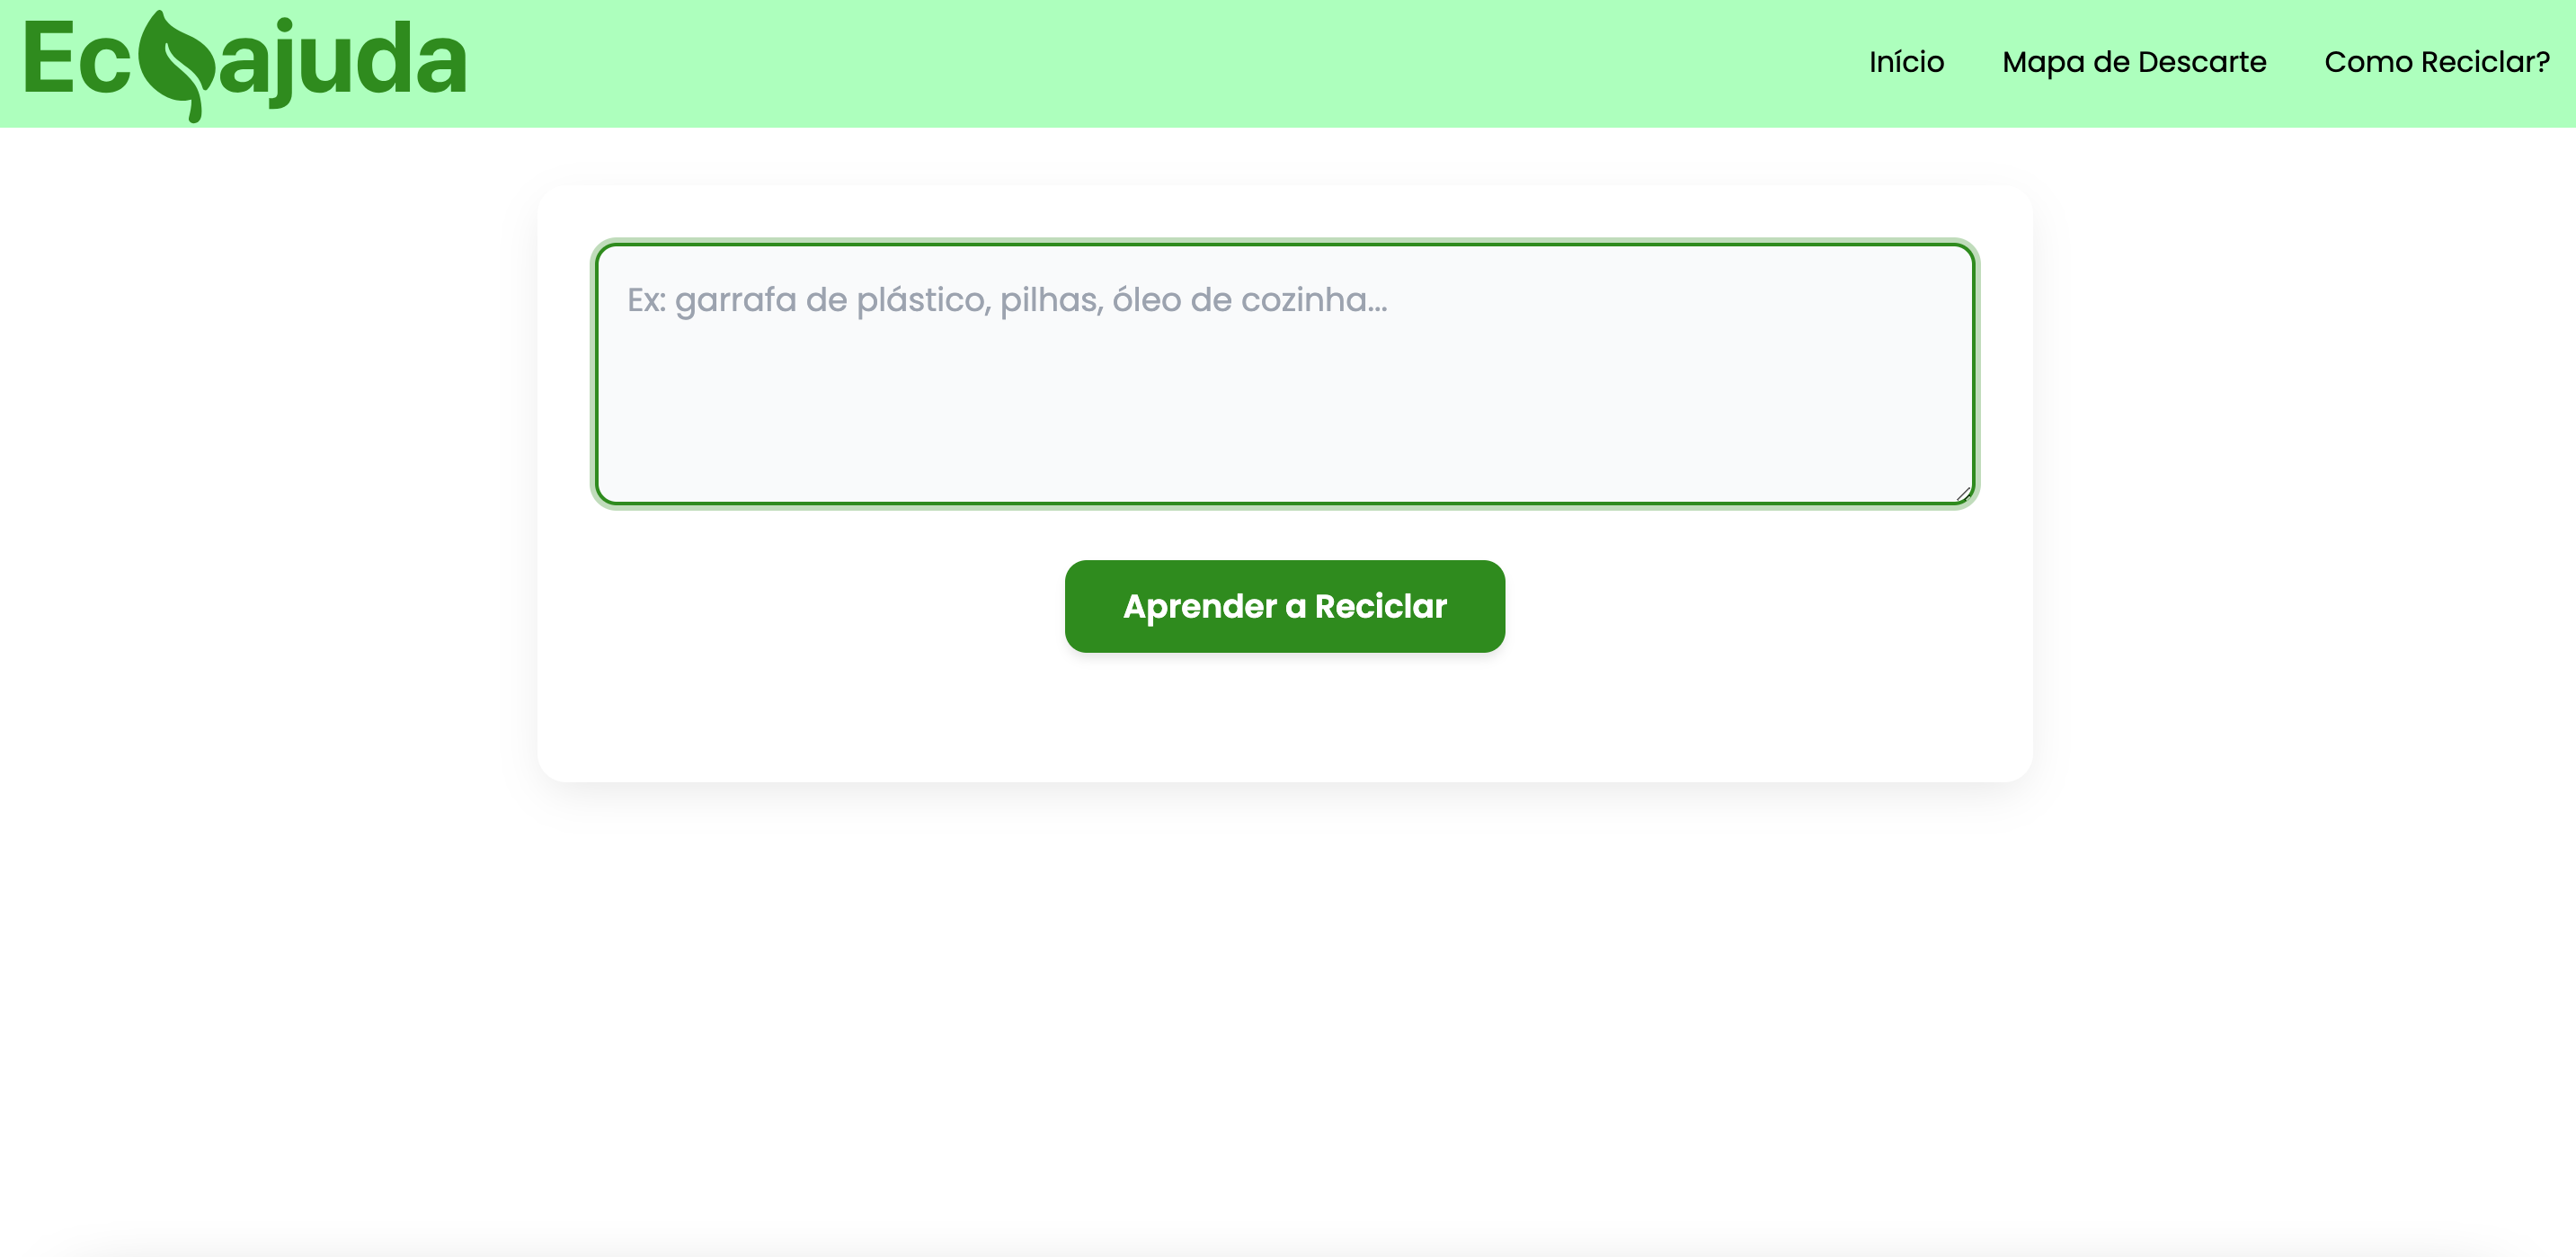 Ecoajuda
Início Mapa de Descarte Como Reciclar?
Ex: garrafa de plástico, pilhas, óleo de cozinha...
Aprender a Reciclar